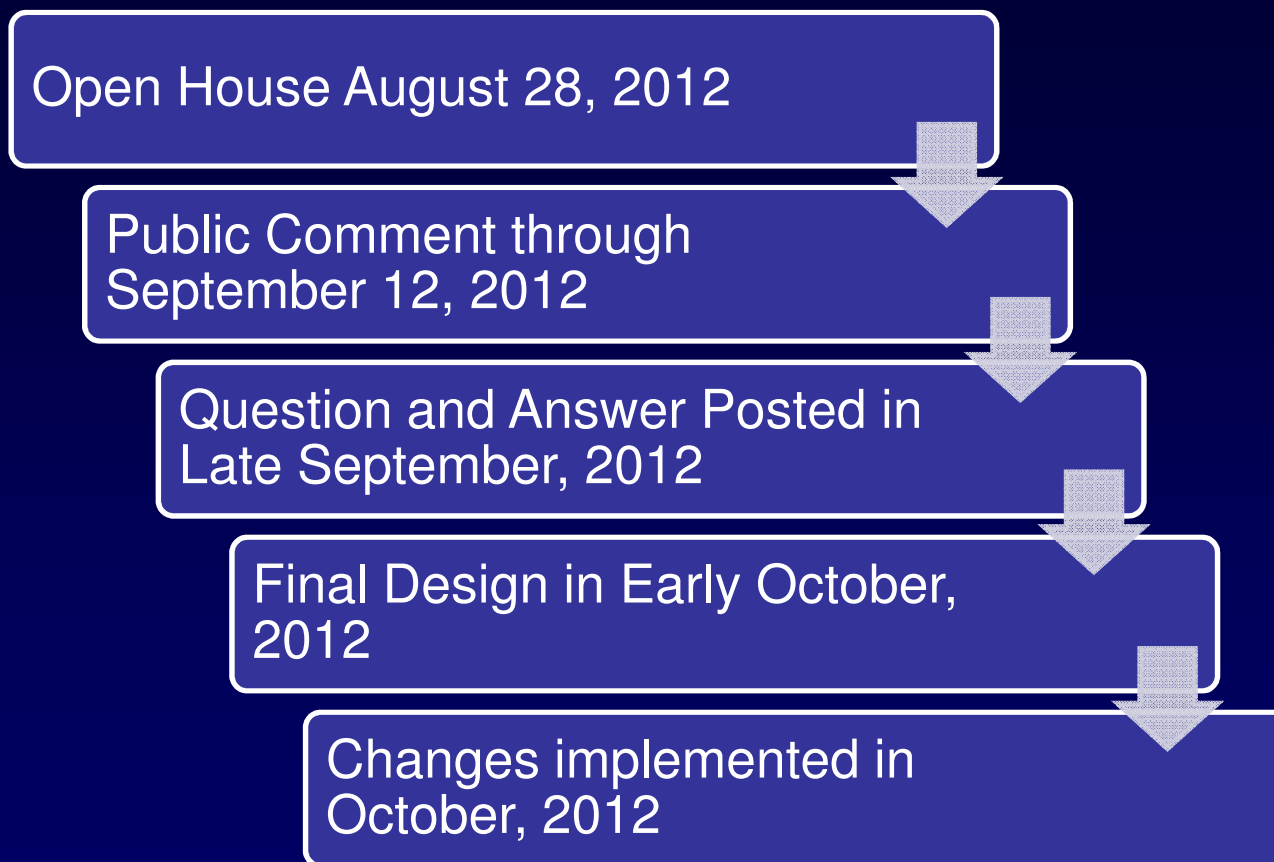 Open House August 28, 2012
Public Comment through
September 12, 2012
Question and Answer Posted in
Late September, 2012
Final Design in Early October,
2012
Changes implemented in
October, 2012